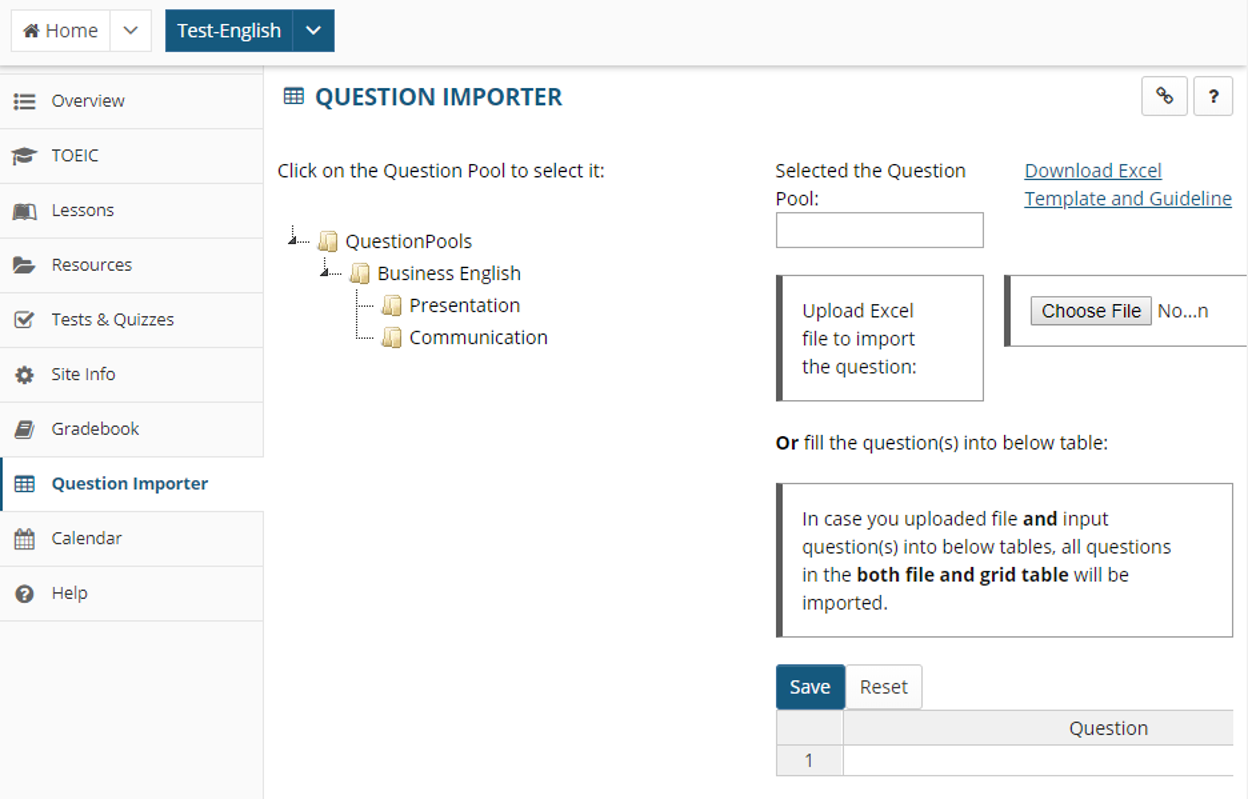 Home
Test-English
Overview
TOEIC
Lessons
Resources
Tests & Quizzes
Site Info
Gradebook
Question Importer
Calendar
Help
QUESTION IMPORTER
?
Click on the Question Pool to select it:
QuestionPools
Business English
Presentation
Communication
Selected the Question
Pool:
Download Excel
Template and Guideline
Upload Excel
file to import
the question:
Choose File No...n
Or fill the question(s) into below table:
In case you uploaded file and input
question(s) into below tables, all questions
in the both file and grid table will be
imported.
Save
Reset
Question
1